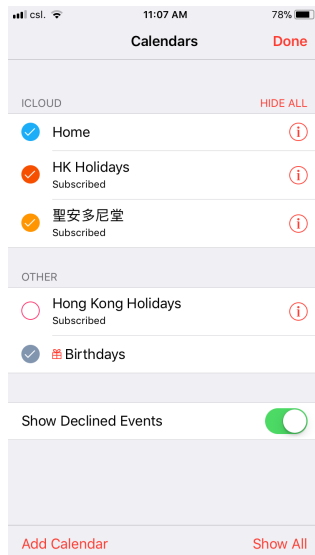 csl. 11:07 AM 78%
Calendars Done
ICLOUD HIDE ALL
Home
HK Holidays
Subscribed
聖安多尼堂
Subscribed
OTHER
Hong Kong Holidays
Subscribed
Birthdays
Show Declined Events
Add Calendar Show All